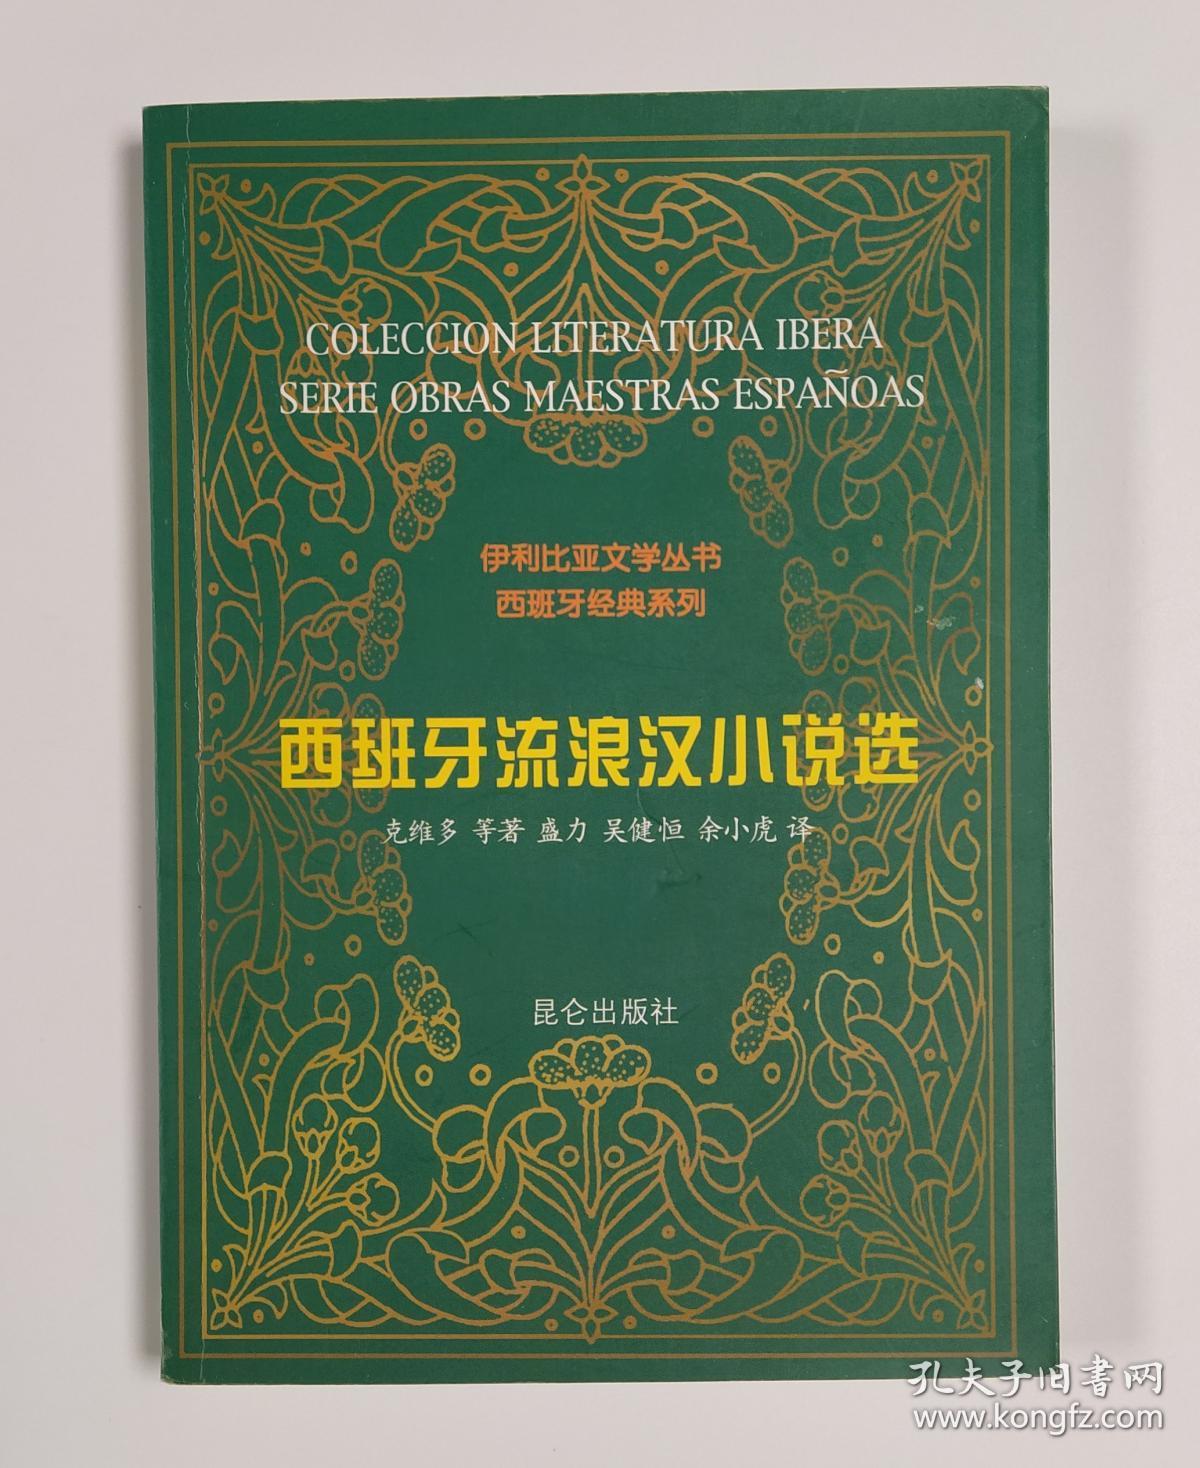 COLECCION LITERATURA IBERA
SERIE OBRAS MAESTRAS ESPAÑOAS
伊利比亚文学丛书
西班牙经典系列
西班牙流浪汉小说选
克维多 等著 盛力 吴健恒 余小虎 译
昆仑出版社
孔夫子旧书网
www.kongfz.com